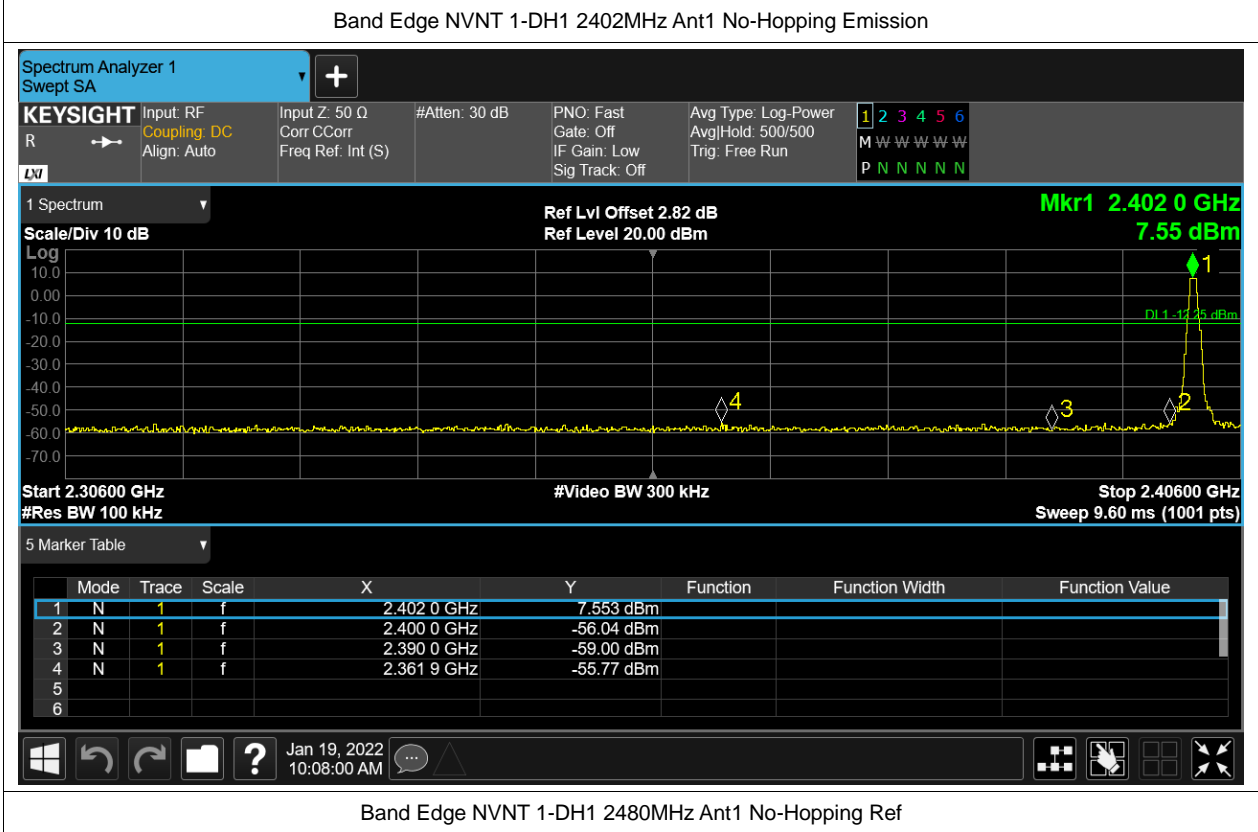 Band Edge NVNT 1-DH1 2402MHz Ant1 No-Hopping Emission
Spectrum Analyzer 1
Swept SA
+
KEYSIGHT Input: RF Input Z: 50 Ω #Atten: 30 dB PNO: Fast Avg Type: Log-Power 1 2 3 4 5 6
R Coupling: DC Corr CCorr Gate: Off Avg|Hold: 500/500 M W W W W W
Align: Auto Freq Ref: Int (S) IF Gain: Low Trig: Free Run
LXI Sig Track: Off P N N N N N
1 Spectrum
Ref Lvl Offset 2.82 dB Mkr1 2.402 0 GHz
Scale/Div 10 dB Ref Level 20.00 dBm 7.55 dBm
Log
1
10.0
0.00
-10.0
DL1 -12.25 dBm
-20.0
-30.0
-40.0
4 3 2
-50.0
-60.0
-70.0
Start 2.30600 GHz #Video BW 300 kHz Stop 2.40600 GHz
#Res BW 100 kHz Sweep 9.60 ms (1001 pts)
5 Marker Table
Mode Trace Scale X Y Function Function Width Function Value
1 N 1 f 2.402 0 GHz 7.553 dBm
2 N 1 f 2.400 0 GHz -56.04 dBm
3 N 1 f 2.390 0 GHz -59.00 dBm
4 N 1 f 2.361 9 GHz -55.77 dBm
5
6
? Jan 19, 2022
10:08:00 AM
Band Edge NVNT 1-DH1 2480MHz Ant1 No-Hopping Ref